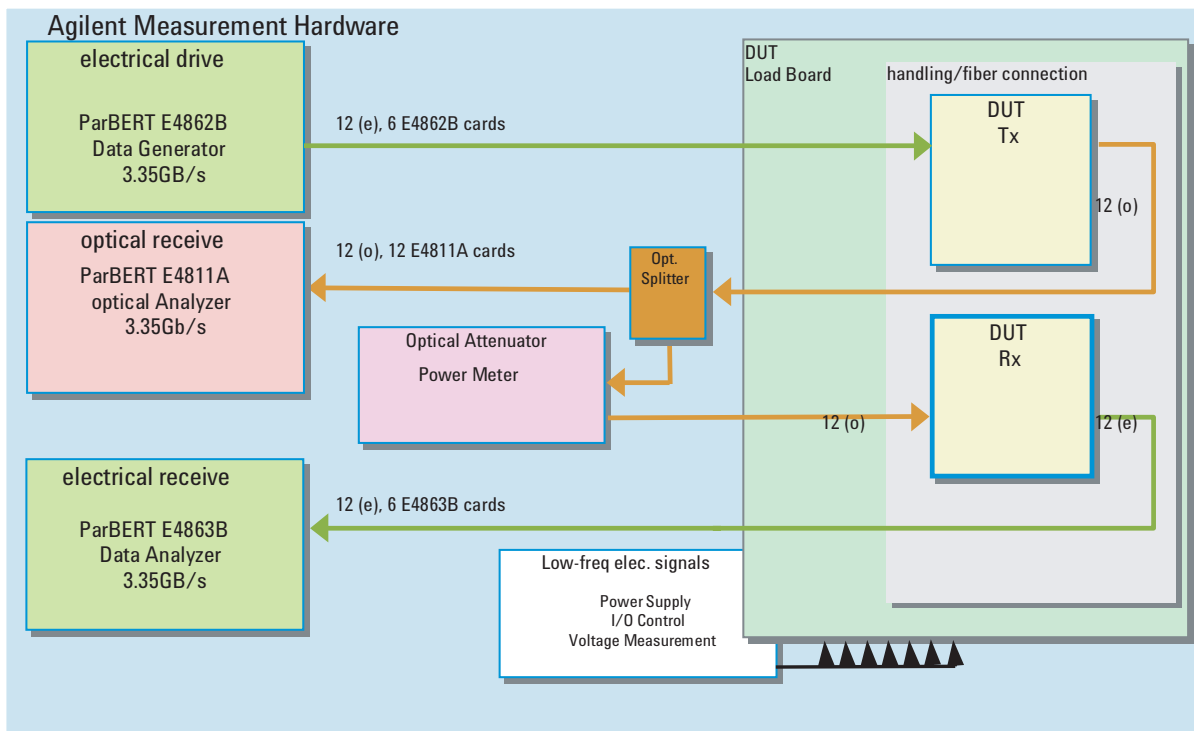 Agilent Measurement Hardware
electrical drive
ParBERT E4862B
Data Generator
3.35GB/s
12 (e), 6 E4862B cards
DUT
Load Board
handling/fiber connection
DUT
Tx
12 (o)
optical receive
ParBERT E4811A
optical Analyzer
3.35Gb/s
12 (o), 12 E4811A cards
Opt.
Splitter
Optical Attenuator
Power Meter
12 (o)
DUT
Rx
12 (e)
electrical receive
ParBERT E4863B
Data Analyzer
3.35GB/s
12 (e), 6 E4863B cards
Low-freq elec. signals
Power Supply
I/O Control
Voltage Measurement